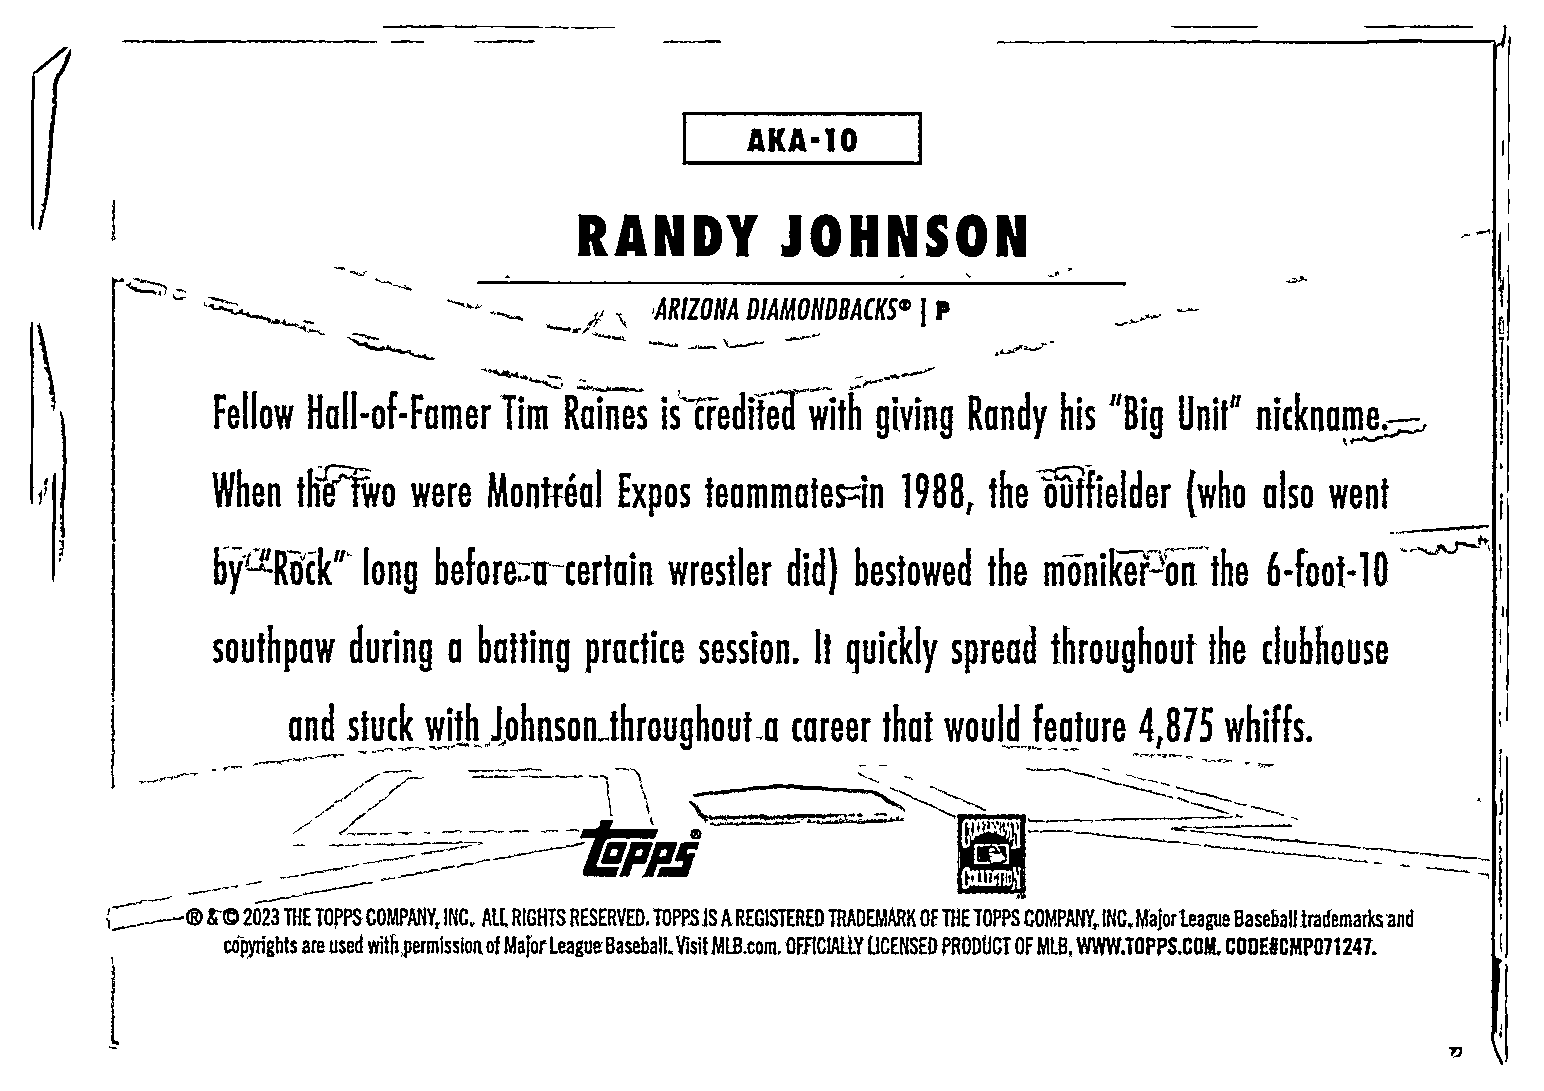 AKA-10
RANDY JOHNSON
ARIZONA DIAMONDBACKS® | P
Fellow Hall-of-Famer Tim Raines is credited with giving Randy his "Big Unit" nickname.
When the two were Montréal Expos teammates in 1988, the outfielder (who also went
by "Rock" long before a certain wrestler did) bestowed the moniker on the 6-foot-10
southpaw during a batting practice session. It quickly spread throughout the clubhouse
and stuck with Johnson throughout a career that would feature 4,875 whiffs.
topps®
COLLECTION
® & © 2023 THE TOPPS COMPANY, INC. ALL RIGHTS RESERVED. TOPPS IS A REGISTERED TRADEMARK OF THE TOPPS COMPANY, INC. Major League Baseball trademarks and
copyrights are used with permission of Major League Baseball. Visit MLB.com. OFFICIALLY LICENSED PRODUCT OF MLB. WWW.TOPPS.COM. CODE#CMP071247.